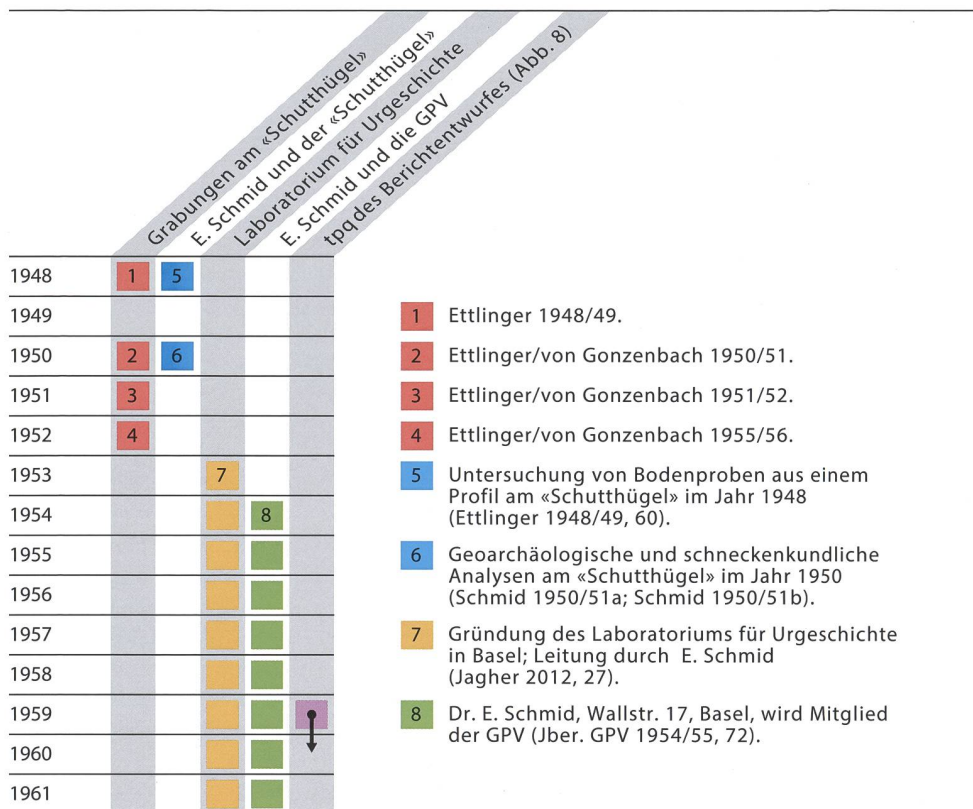 Grabungen am «Schutthügel»
E. Schmid und der «Schutthügel»
Laboratorium für Urgeschichte
E. Schmid und die GPV
tpq des Berichtentwurfes (Abb. 8)
1948 1 5
1949
1950 2 6
1951 3
1952 4
1953 7
1954 8
1955
1956
1957
1958
1959
1960
1961
1 Ettlinger 1948/49.
2 Ettlinger/von Gonzenbach 1950/51.
3 Ettlinger/von Gonzenbach 1951/52.
4 Ettlinger/von Gonzenbach 1955/56.
5 Untersuchung von Bodenproben aus einem
Profil am «Schutthügel» im Jahr 1948
(Ettlinger 1948/49, 60).
6 Geoarchäologische und schneckenkundliche
Analysen am «Schutthügel» im Jahr 1950
(Schmid 1950/51a; Schmid 1950/51b).
7 Gründung des Laboratoriums für Urgeschichte
in Basel; Leitung durch E. Schmid
(Jagher 2012, 27).
8 Dr. E. Schmid, Wallstr. 17, Basel, wird Mitglied
der GPV (Jber. GPV 1954/55, 72).